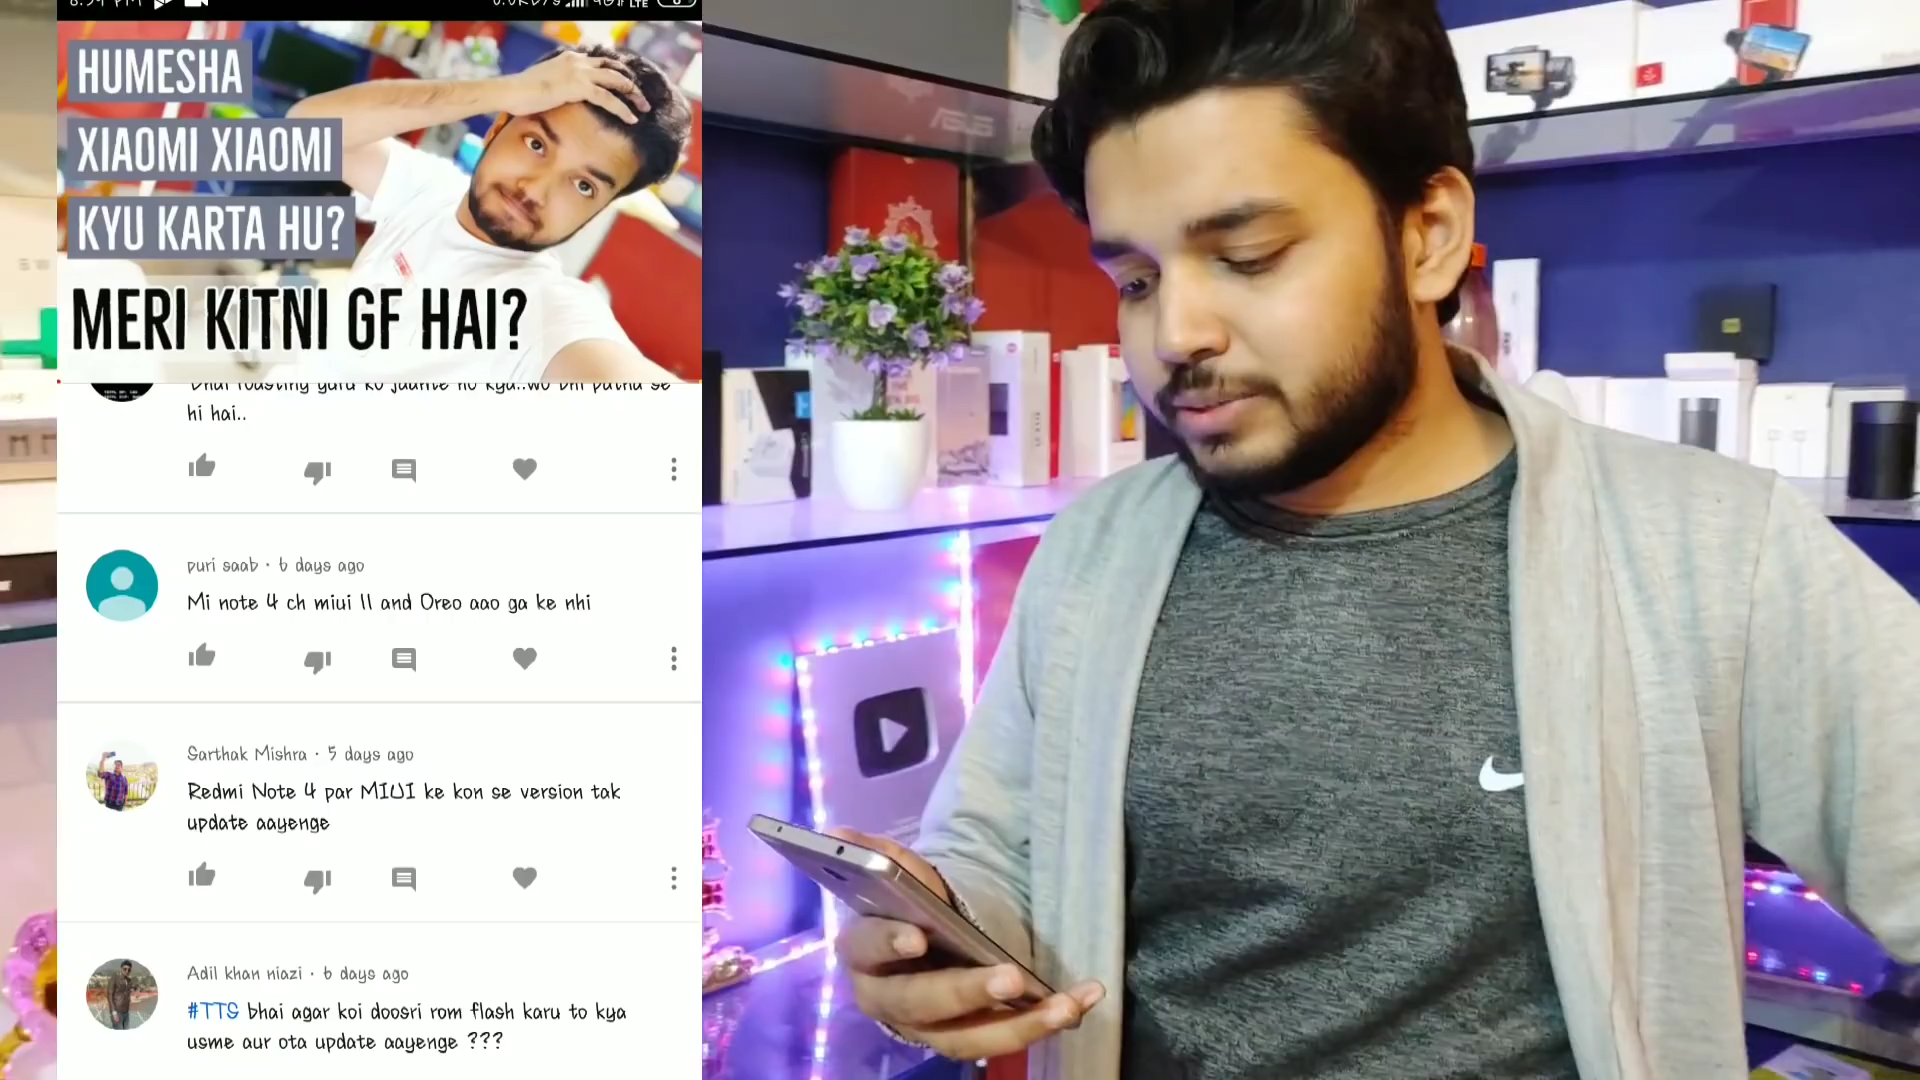 HUMESHA
XIAOMI XIAOMI
KYU KARTA HU?
MERI KITNI GF HAI?
hi hai..
puri saab · 6 days ago
Mi note 4 ch miui 11 and Oreo aao ga ke nhi
Sarthak Mishra · 5 days ago
Redmi Note 4 par MIUI ke kon se version tak
update aayenge
Adil khan niazi · 6 days ago
#TTS bhai agar koi doosri rom flash karu to kya
usme aur ota update aayenge ???
ASUS